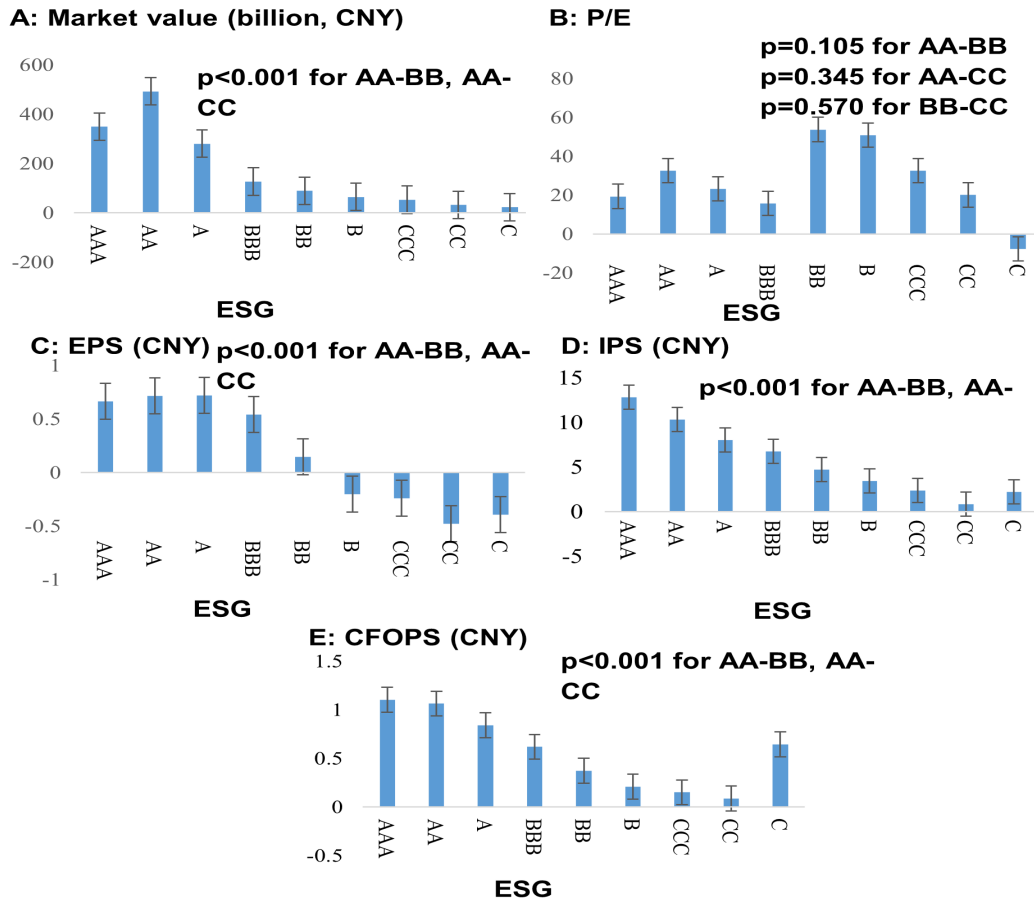 A: Market value (billion, CNY)
p<0.001 for AA-BB, AA-
CC
600
400
200
0
-200
AAA
AA
A
BBB
BB
B
CCC
CC
C
ESG
B: P/E
p=0.105 for AA-BB
p=0.345 for AA-CC
p=0.570 for BB-CC
80
60
40
20
0
-20
AAA
AA
A
BBB
BB
B
CCC
CC
C
ESG
C: EPS (CNY)
p<0.001 for AA-BB, AA-
CC
1
0.5
0
-0.5
-1
AAA
AA
A
BBB
BB
B
CCC
CC
C
ESG
D: IPS (CNY)
p<0.001 for AA-BB, AA-
15
10
5
0
-5
AAA
AA
A
BBB
BB
B
CCC
CC
C
ESG
E: CFOPS (CNY)
p<0.001 for AA-BB, AA-
CC
1.5
1
0.5
0
-0.5
AAA
AA
A
BBB
BB
B
CCC
CC
C
ESG